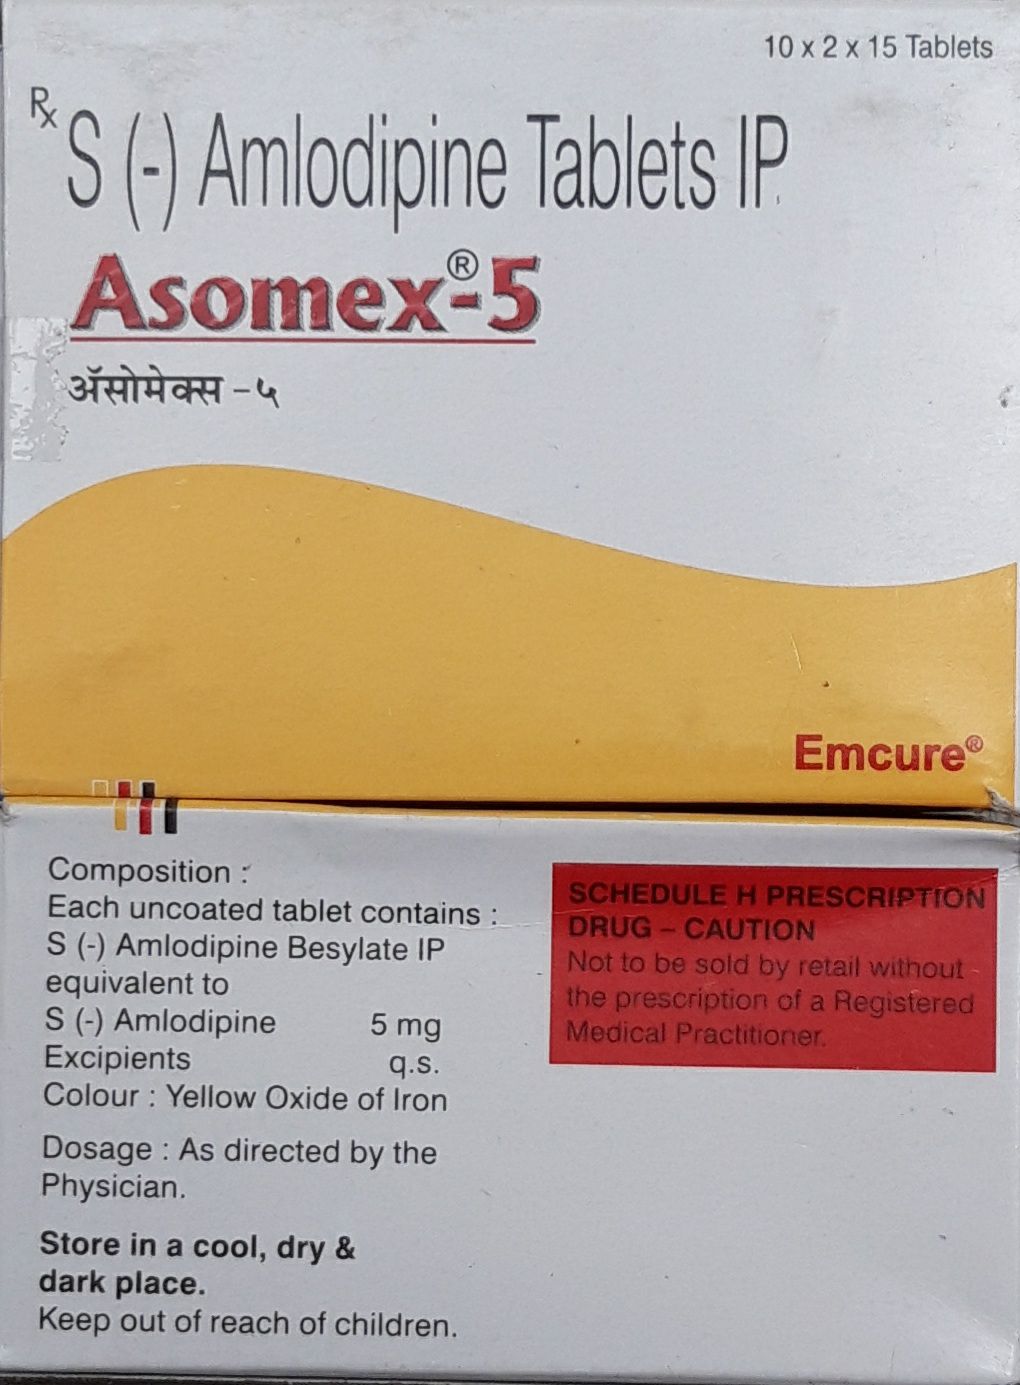 10 x 2 x 15 Tablets
Rx S (-) Amlodipine Tablets IP
Asomex®-5
ॲसोमेक्स -५
Emcure®
Composition :
Each uncoated tablet contains :
S (-) Amlodipine Besylate IP
equivalent to
S (-) Amlodipine 5 mg
Excipients q.s.
Colour : Yellow Oxide of Iron
Dosage : As directed by the
Physician.
Store in a cool, dry &
dark place.
Keep out of reach of children.
SCHEDULE H PRESCRIPTION
DRUG – CAUTION
Not to be sold by retail without
the prescription of a Registered
Medical Practitioner.